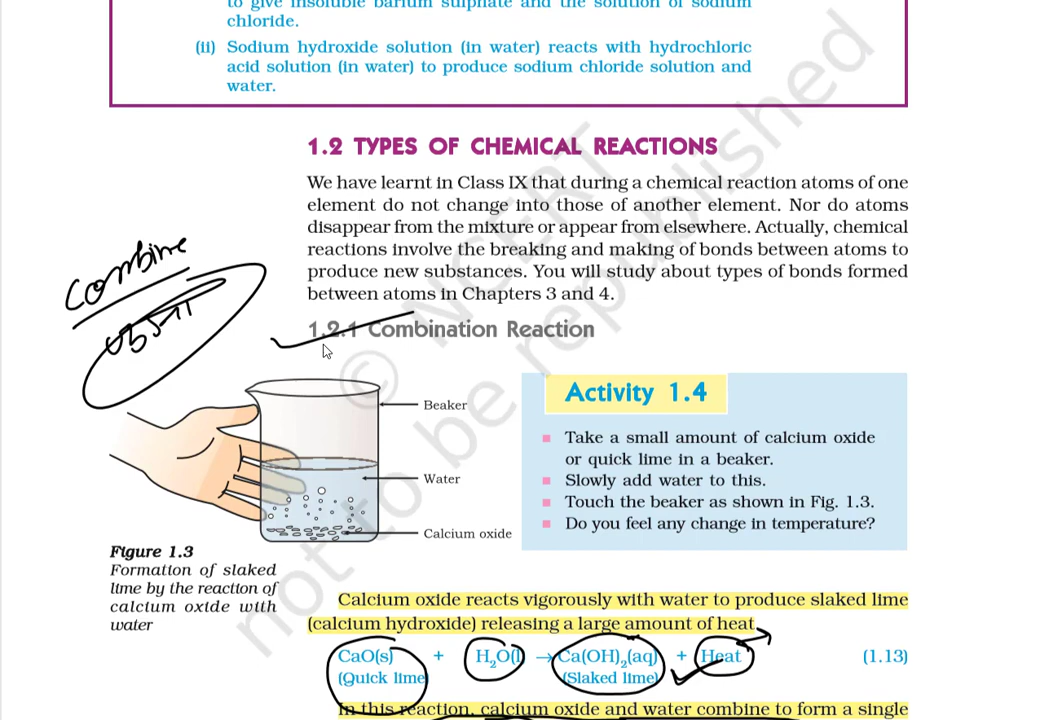 to give insoluble barium sulphate and the solution of sodium
chloride.
(ii) Sodium hydroxide solution (in water) reacts with hydrochloric
acid solution (in water) to produce sodium chloride solution and
water.
1.2 TYPES OF CHEMICAL REACTIONS
We have learnt in Class IX that during a chemical reaction atoms of one
element do not change into those of another element. Nor do atoms
disappear from the mixture or appear from elsewhere. Actually, chemical
reactions involve the breaking and making of bonds between atoms to
produce new substances. You will study about types of bonds formed
between atoms in Chapters 3 and 4.
Combine
1.2.1 Combination Reaction
Beaker
Water
Calcium oxide
Figure 1.3
Formation of slaked
lime by the reaction of
calcium oxide with
water
Activity 1.4
■ Take a small amount of calcium oxide
or quick lime in a beaker.
■ Slowly add water to this.
■ Touch the beaker as shown in Fig. 1.3.
■ Do you feel any change in temperature?
Calcium oxide reacts vigorously with water to produce slaked lime
(calcium hydroxide) releasing a large amount of heat.
CaO(s) + H₂O(l) → Ca(OH)₂(aq) + Heat (1.13)
(Quick lime) (Slaked lime)
In this reaction, calcium oxide and water combine to form a single
© NCERT
not to be republished